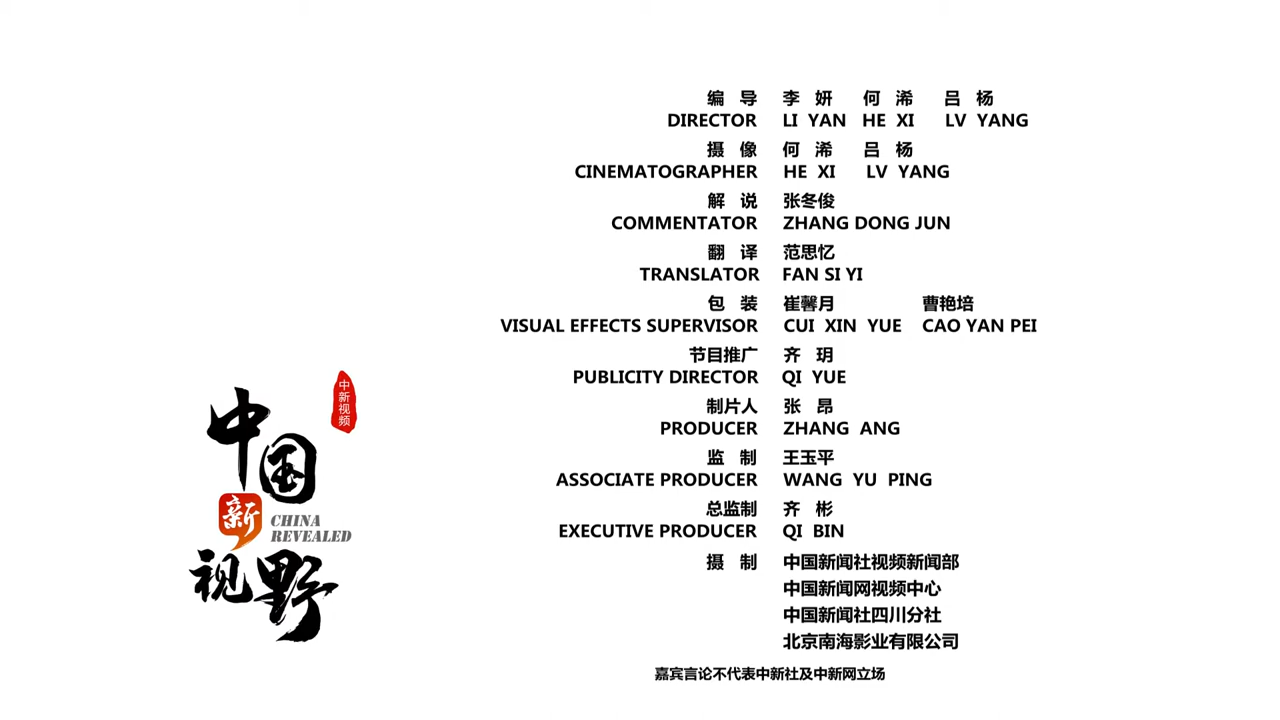 编 导 李 妍 何 浠 吕 杨
DIRECTOR LI YAN HE XI LV YANG
摄 像 何 浠 吕 杨
CINEMATOGRAPHER HE XI LV YANG
解 说 张冬俊
COMMENTATOR ZHANG DONG JUN
翻 译 范思忆
TRANSLATOR FAN SI YI
包 装 崔馨月 曹艳培
VISUAL EFFECTS SUPERVISOR CUI XIN YUE CAO YAN PEI
节目推广 齐 玥
PUBLICITY DIRECTOR QI YUE
制片人 张 昂
PRODUCER ZHANG ANG
监 制 王玉平
ASSOCIATE PRODUCER WANG YU PING
总监制 齐 彬
EXECUTIVE PRODUCER QI BIN
摄 制 中国新闻社视频新闻部
中国新闻网视频中心
中国新闻社四川分社
北京南海影业有限公司
嘉宾言论不代表中新社及中新网立场
中新视频
中国
新
CHINA
REVEALED
视野